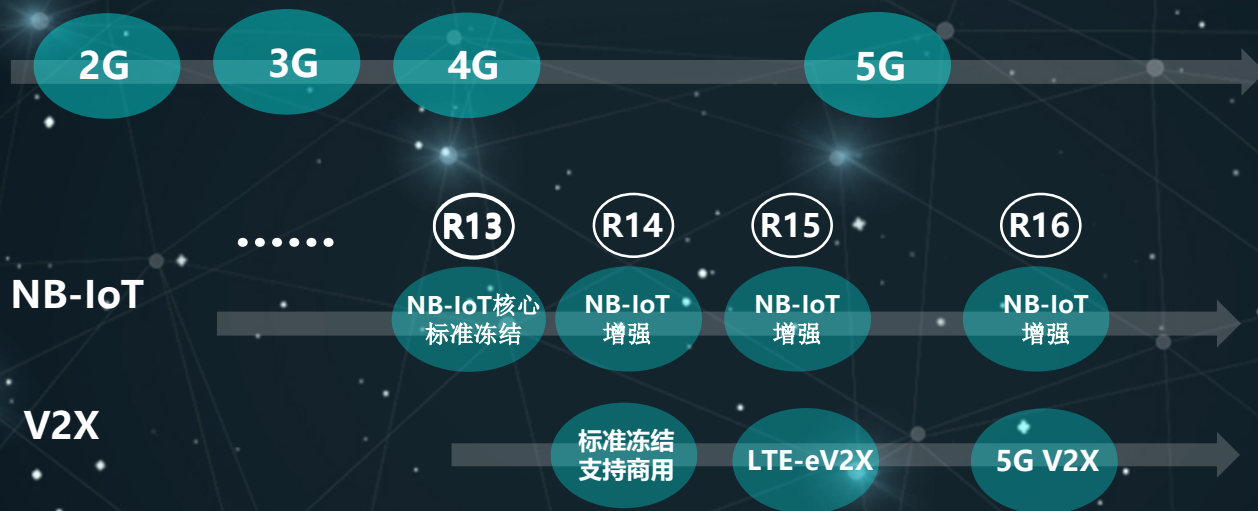 2G
3G
4G
5G
R13
R14
R15
R16
......
NB-IoT
NB-IoT核心
标准冻结
NB-IoT
增强
NB-IoT
增强
NB-IoT
增强
V2X
标准冻结
支持商用
LTE-eV2X
5G V2X